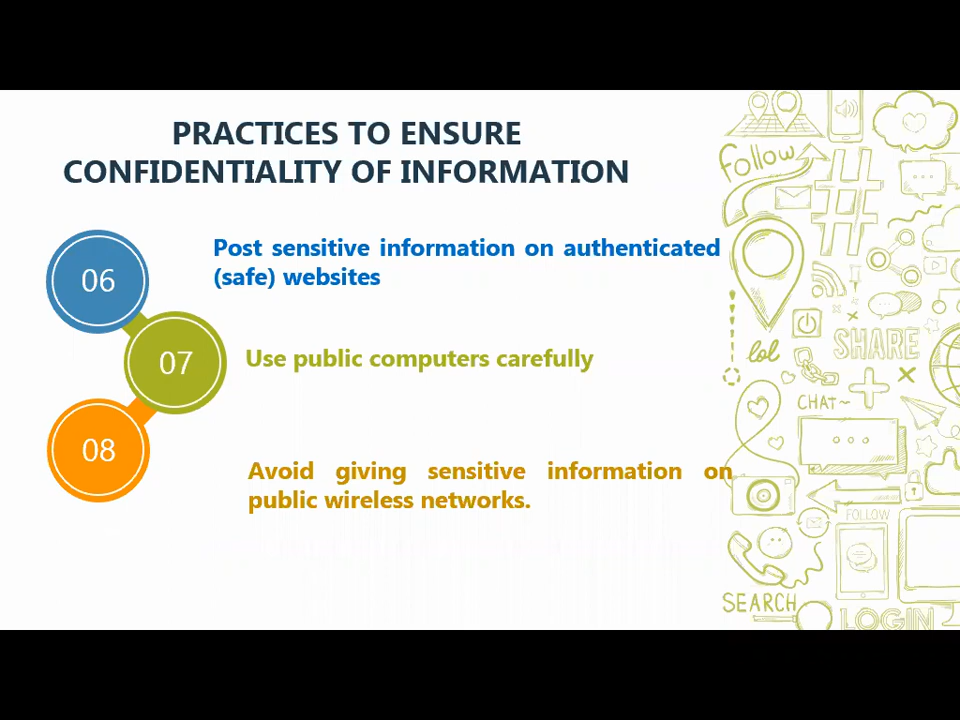 PRACTICES TO ENSURE
CONFIDENTIALITY OF INFORMATION
06
Post sensitive information on authenticated
(safe) websites
07
Use public computers carefully
08
Avoid giving sensitive information on
public wireless networks.
follow
#
SHARE
lol
CHAT~
FOLLOW
SEARCH
LOGIN